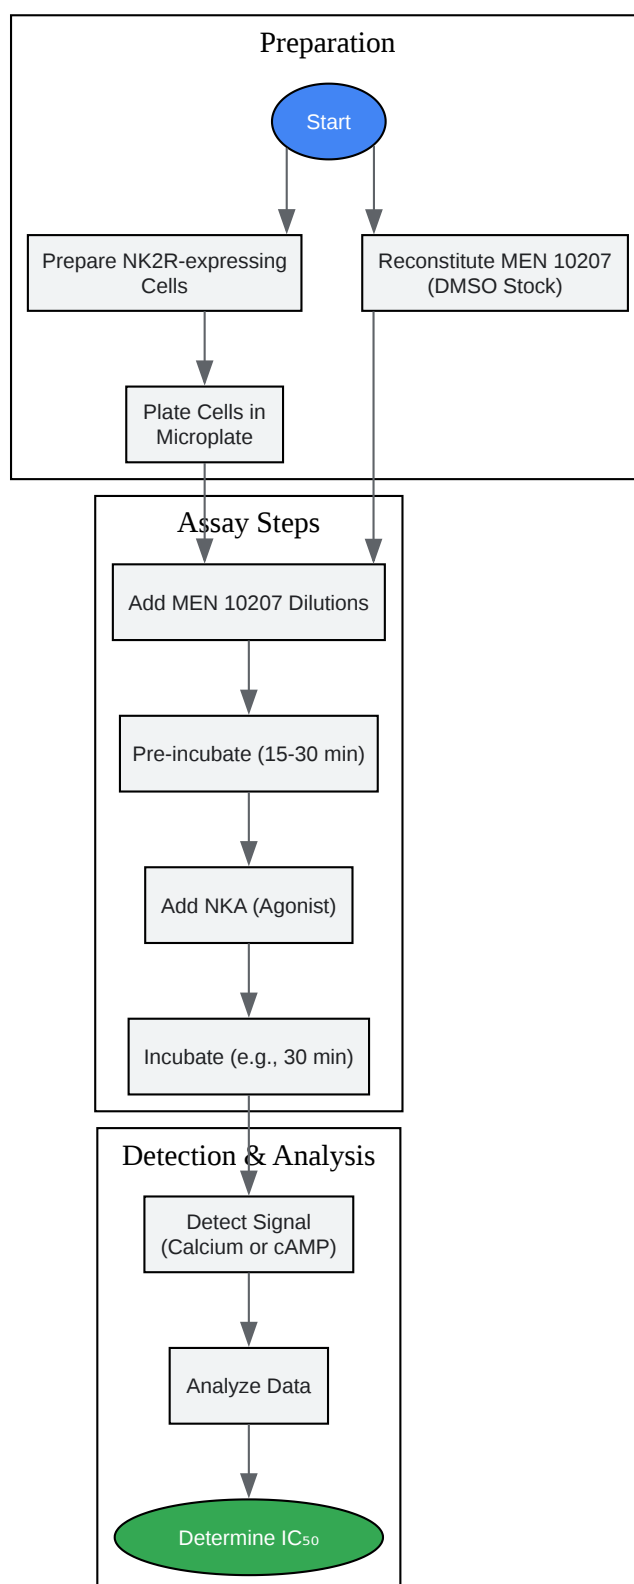 Preparation
Start
Prepare NK2R-expressing
Cells
Reconstitute MEN 10207
(DMSO Stock)
Plate Cells in
Microplate
Assay Steps
Add MEN 10207 Dilutions
Pre-incubate (15-30 min)
Add NKA (Agonist)
Incubate (e.g., 30 min)
Detection & Analysis
Detect Signal
(Calcium or cAMP)
Analyze Data
Determine IC₅₀